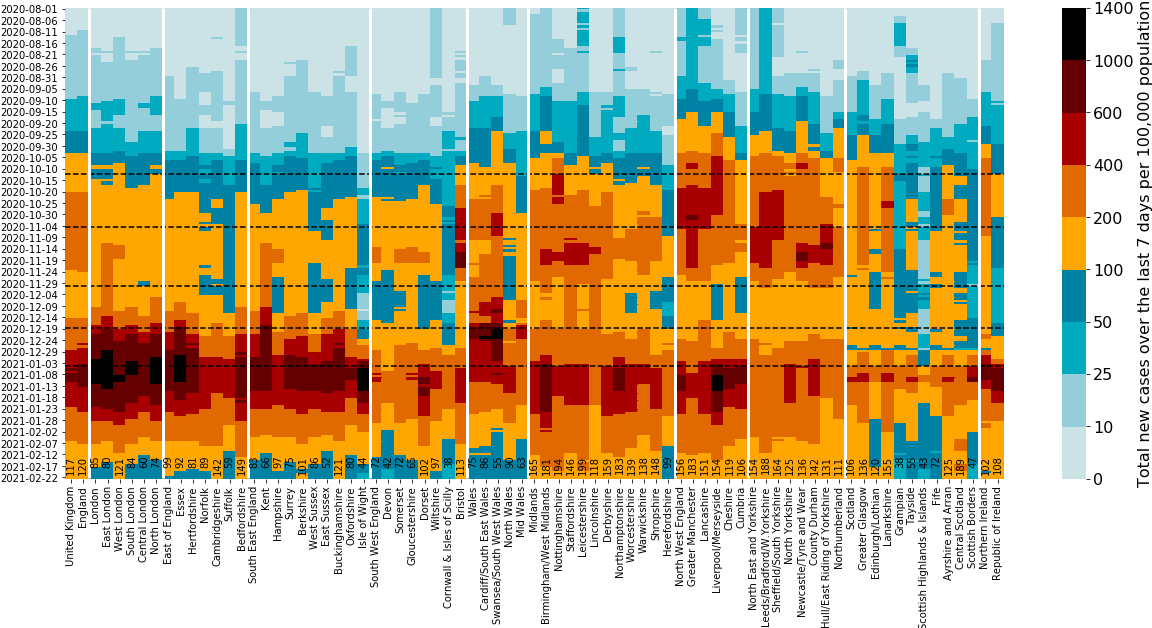 2020-08-01
2020-08-06
2020-08-11
2020-08-16
2020-08-21
2020-08-26
2020-08-31
2020-09-05
2020-09-10
2020-09-15
2020-09-20
2020-09-25
2020-09-30
2020-10-05
2020-10-10
2020-10-15
2020-10-20
2020-10-25
2020-10-30
2020-11-04
2020-11-09
2020-11-14
2020-11-19
2020-11-24
2020-11-29
2020-12-04
2020-12-09
2020-12-14
2020-12-19
2020-12-24
2020-12-29
2021-01-03
2021-01-08
2021-01-13
2021-01-18
2021-01-23
2021-01-28
2021-02-02
2021-02-07
2021-02-12
2021-02-17
2021-02-22
117 120 85 80 121 84 60 74 99 92 81 89 142 59 149 83 66 97 75 101 86 52 121 80 44 72 42 72 65 102 97 38 113 75 86 55 90 63 165 181 194 146 199 118 159 183 159 138 148 99 156 183 151 154 119 106 154 188 164 125 136 142 131 111 106 136 120 155 38 55 43 72 125 189 47 102 108
United Kingdom
England
London
East London
West London
South London
Central London
North London
East of England
Essex
Hertfordshire
Norfolk
Cambridgeshire
Suffolk
Bedfordshire
South East England
Kent
Hampshire
Surrey
Berkshire
West Sussex
East Sussex
Buckinghamshire
Oxfordshire
Isle of Wight
South West England
Devon
Somerset
Gloucestershire
Dorset
Wiltshire
Cornwall & Isles of Scilly
Bristol
Wales
Cardiff/South East Wales
Swansea/South West Wales
North Wales
Mid Wales
Midlands
Birmingham/West Midlands
Nottinghamshire
Staffordshire
Leicestershire
Lincolnshire
Derbyshire
Northamptonshire
Worcestershire
Warwickshire
Shropshire
Herefordshire
North West England
Greater Manchester
Lancashire
Liverpool/Merseyside
Cheshire
Cumbria
North East and Yorkshire
Leeds/Bradford/W.Yorkshire
Sheffield/South Yorkshire
North Yorkshire
Newcastle/Tyne and Wear
County Durham
Hull/East Riding of Yorkshire
Northumberland
Scotland
Greater Glasgow
Edinburgh/Lothian
Lanarkshire
Grampian
Tayside
Scottish Highlands & Islands
Fife
Ayrshire and Arran
Central Scotland
Scottish Borders
Northern Ireland
Republic of Ireland
1400
1000
600
400
200
100
50
25
10
0
Total new cases over the last 7 days per 100,000 population